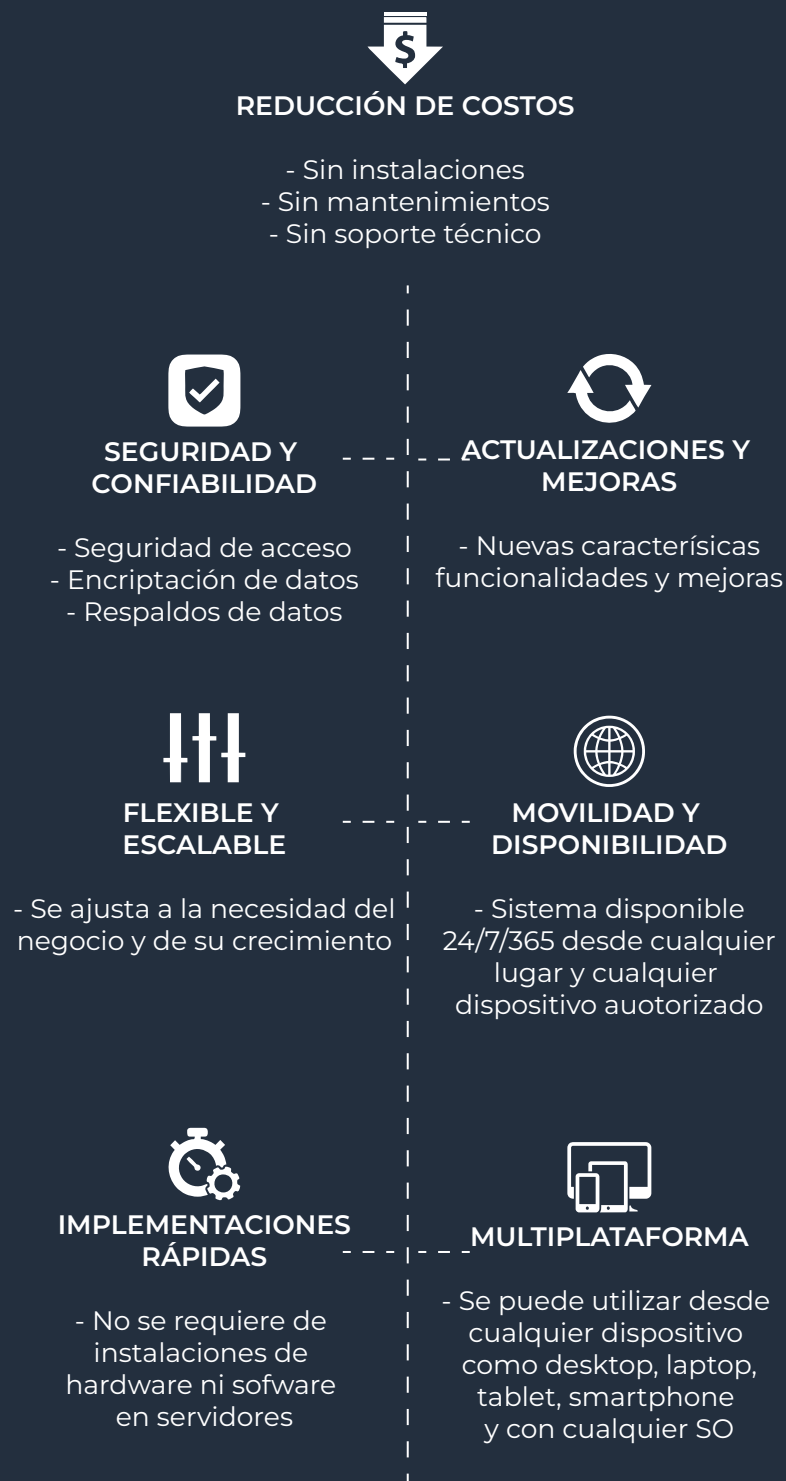 $
REDUCCIÓN DE COSTOS
- Sin instalaciones
- Sin mantenimientos
- Sin soporte técnico
SEGURIDAD Y
CONFIABILIDAD
- Seguridad de acceso
- Encriptación de datos
- Respaldos de datos
ACTUALIZACIONES Y
MEJORAS
- Nuevas caracterísicas
funcionalidades y mejoras
FLEXIBLE Y
ESCALABLE
- Se ajusta a la necesidad del
negocio y de su crecimiento
MOVILIDAD Y
DISPONIBILIDAD
- Sistema disponible
24/7/365 desde cualquier
lugar y cualquier
dispositivo auotorizado
IMPLEMENTACIONES
RÁPIDAS
- No se requiere de
instalaciones de
hardware ni sofware
en servidores
MULTIPLATAFORMA
- Se puede utilizar desde
cualquier dispositivo
como desktop, laptop,
tablet, smartphone
y con cualquier SO